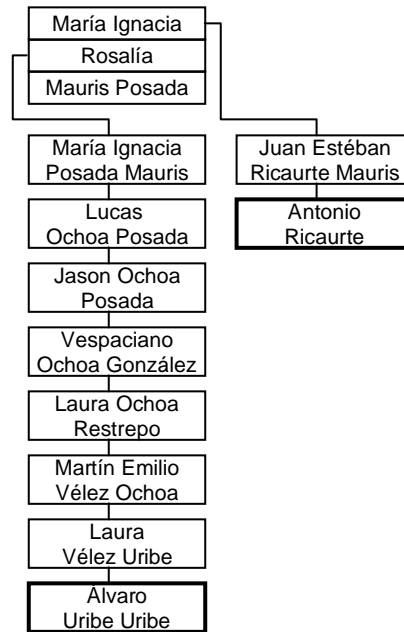 María Ignacia
Rosalía
Mauris Posada
María Ignacia
Posada Mauris
Juan Estéban
Ricaurte Mauris
Lucas
Ochoa Posada
Antonio
Ricaurte
Jason Ochoa
Posada
Vespaciano
Ochoa González
Laura Ochoa
Restrepo
Martín Emilio
Vélez Ochoa
Laura
Vélez Uribe
Álvaro
Uribe Uribe